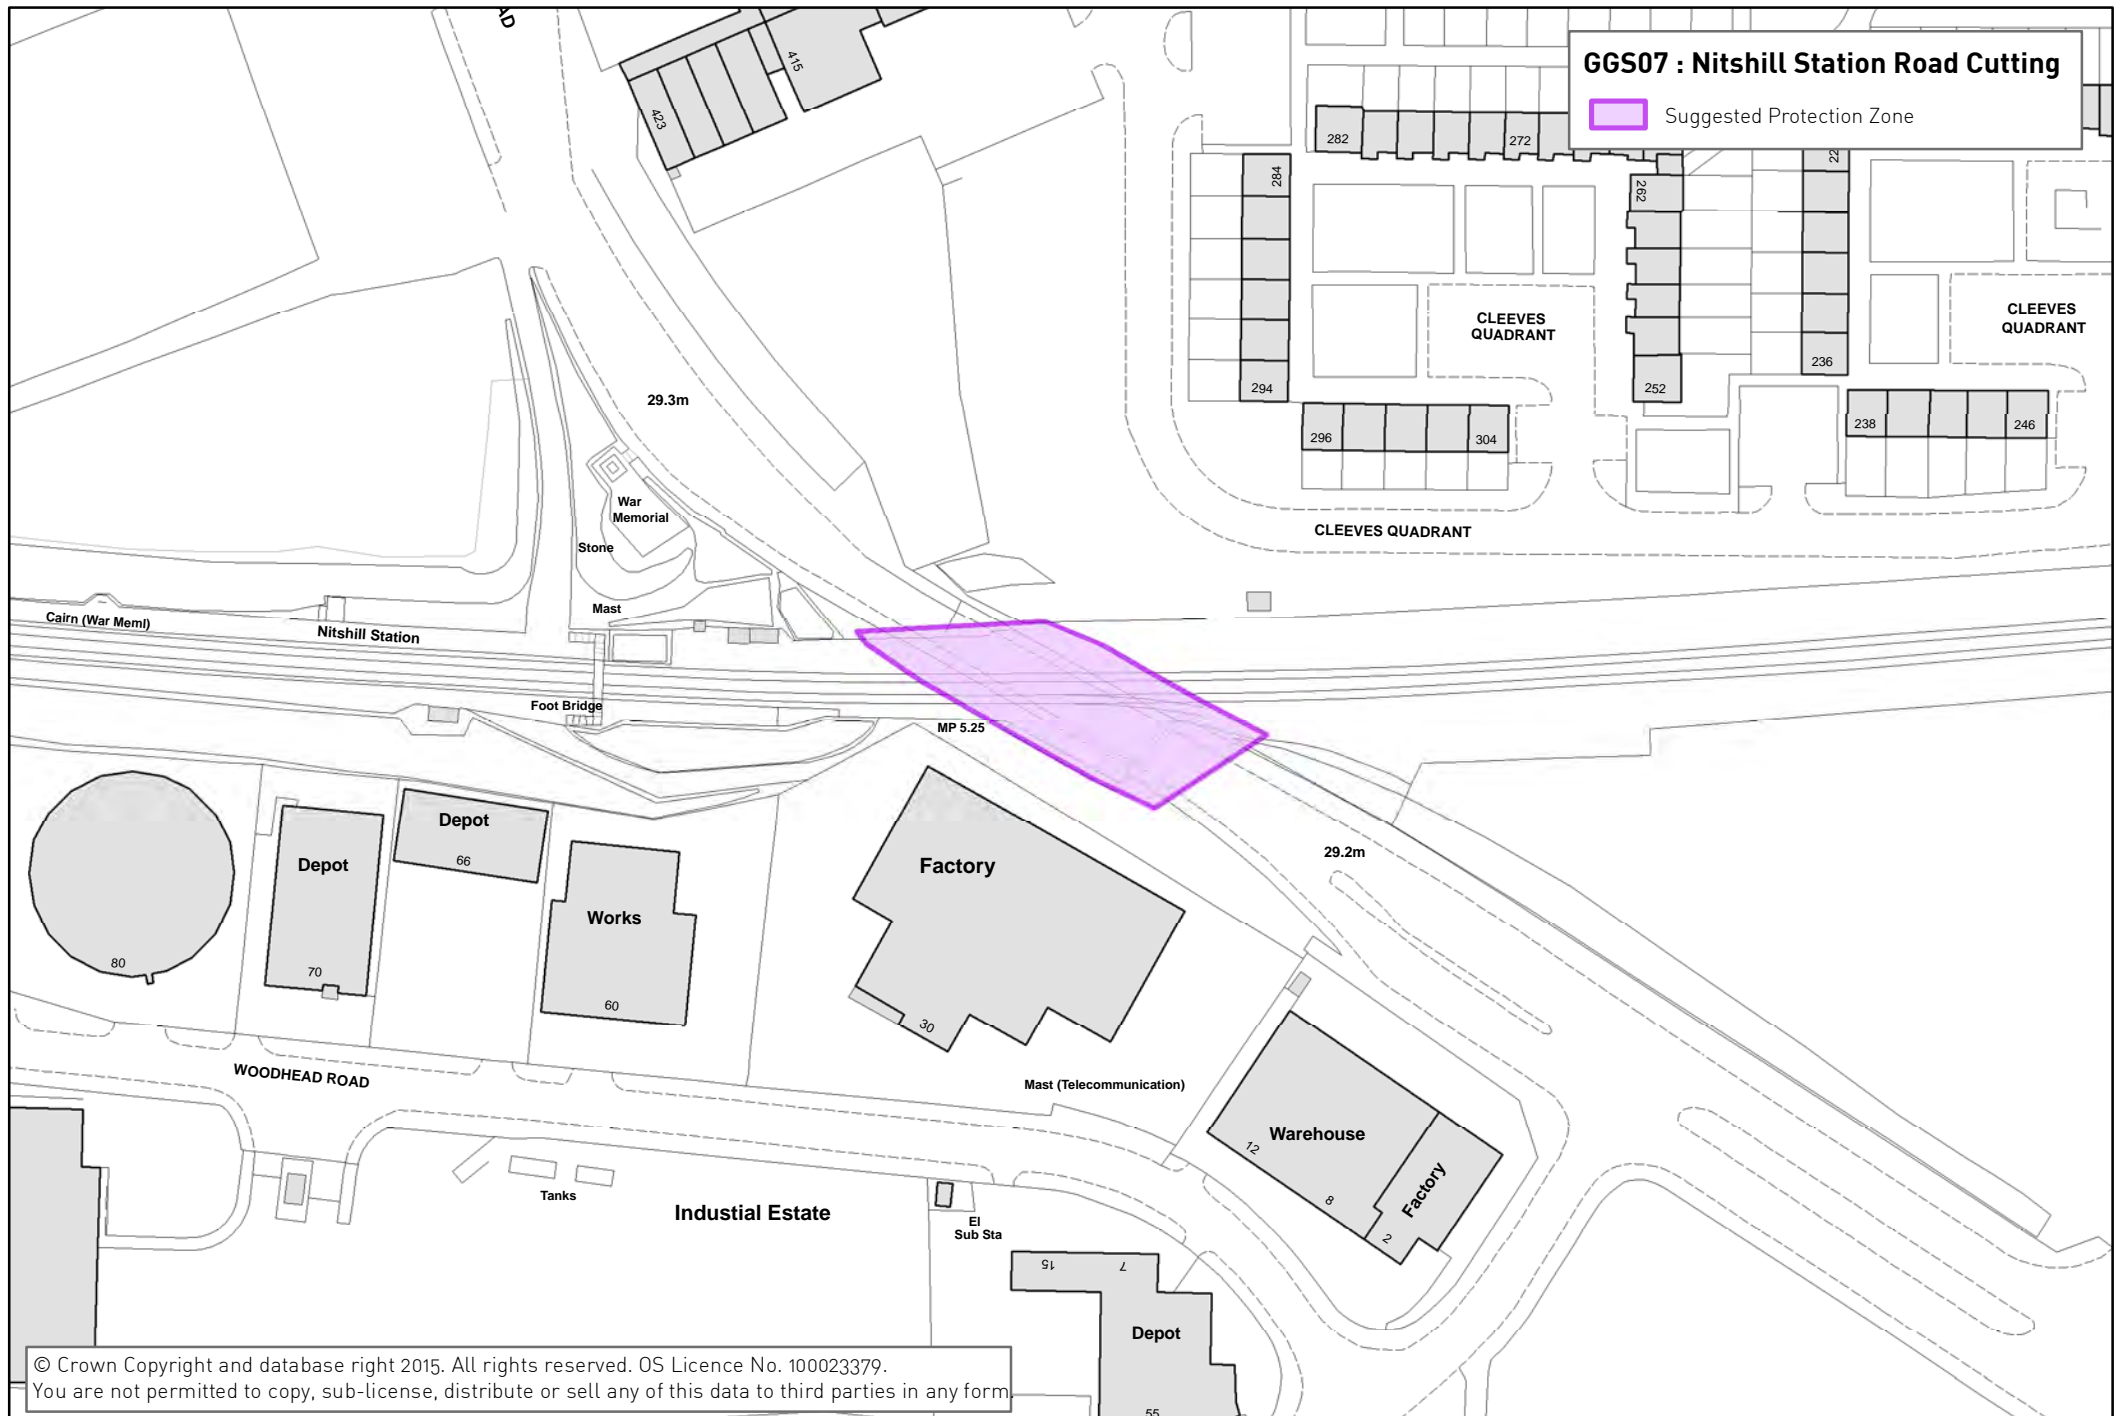 GGS07 : Nitshill Station Road Cutting
Suggested Protection Zone
415
423
282
272
284
262
22
294
296
304
252
236
238
246
CLEEVES
QUADRANT
CLEEVES
QUADRANT
CLEEVES QUADRANT
29.3m
War
Memorial
Stone
Mast
Cairn (War Meml)
Nitshill Station
Foot Bridge
MP 5.25
29.2m
Depot
66
Depot
70
80
Works
60
Factory
30
WOODHEAD ROAD
Mast (Telecommunication)
Warehouse
12
8
Factory
2
Tanks
Industial Estate
El
Sub Sta
15
7
Depot
55
© Crown Copyright and database right 2015. All rights reserved. OS Licence No. 100023379.
You are not permitted to copy, sub-license, distribute or sell any of this data to third parties in any form.